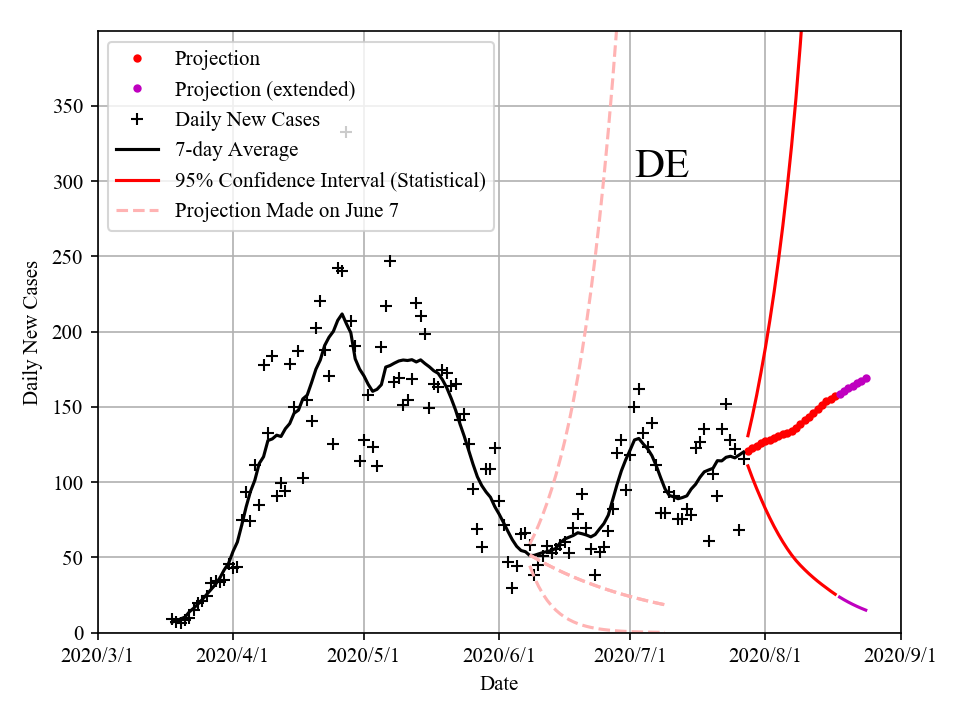 Projection
Projection (extended)
Daily New Cases
7-day Average
95% Confidence Interval (Statistical)
Projection Made on June 7
DE
350
300
250
200
150
100
50
0
Daily New Cases
2020/3/1 2020/4/1 2020/5/1 2020/6/1 2020/7/1 2020/8/1 2020/9/1
Date